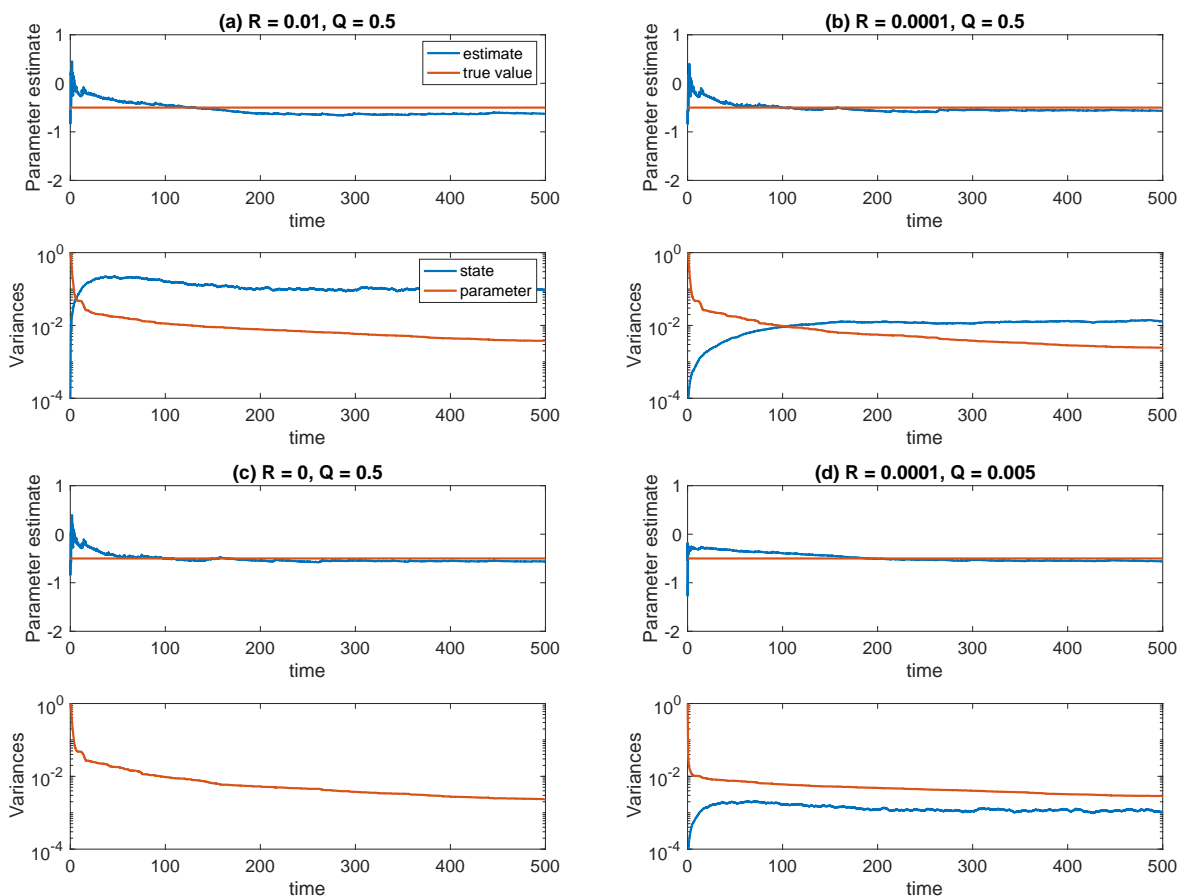 (a) R = 0.01, Q = 0.5
Parameter estimate
1
0
-1
-2
estimate
true value
0 100 200 300 400 500
time
(b) R = 0.0001, Q = 0.5
Parameter estimate
1
0
-1
-2
0 100 200 300 400 500
time
Variances
10^0
10^-2
10^-4
state
parameter
0 100 200 300 400 500
time
Variances
10^0
10^-2
10^-4
0 100 200 300 400 500
time
(c) R = 0, Q = 0.5
Parameter estimate
1
0
-1
-2
0 100 200 300 400 500
time
(d) R = 0.0001, Q = 0.005
Parameter estimate
1
0
-1
-2
0 100 200 300 400 500
time
Variances
10^0
10^-2
10^-4
0 100 200 300 400 500
time
Variances
10^0
10^-2
10^-4
0 100 200 300 400 500
time